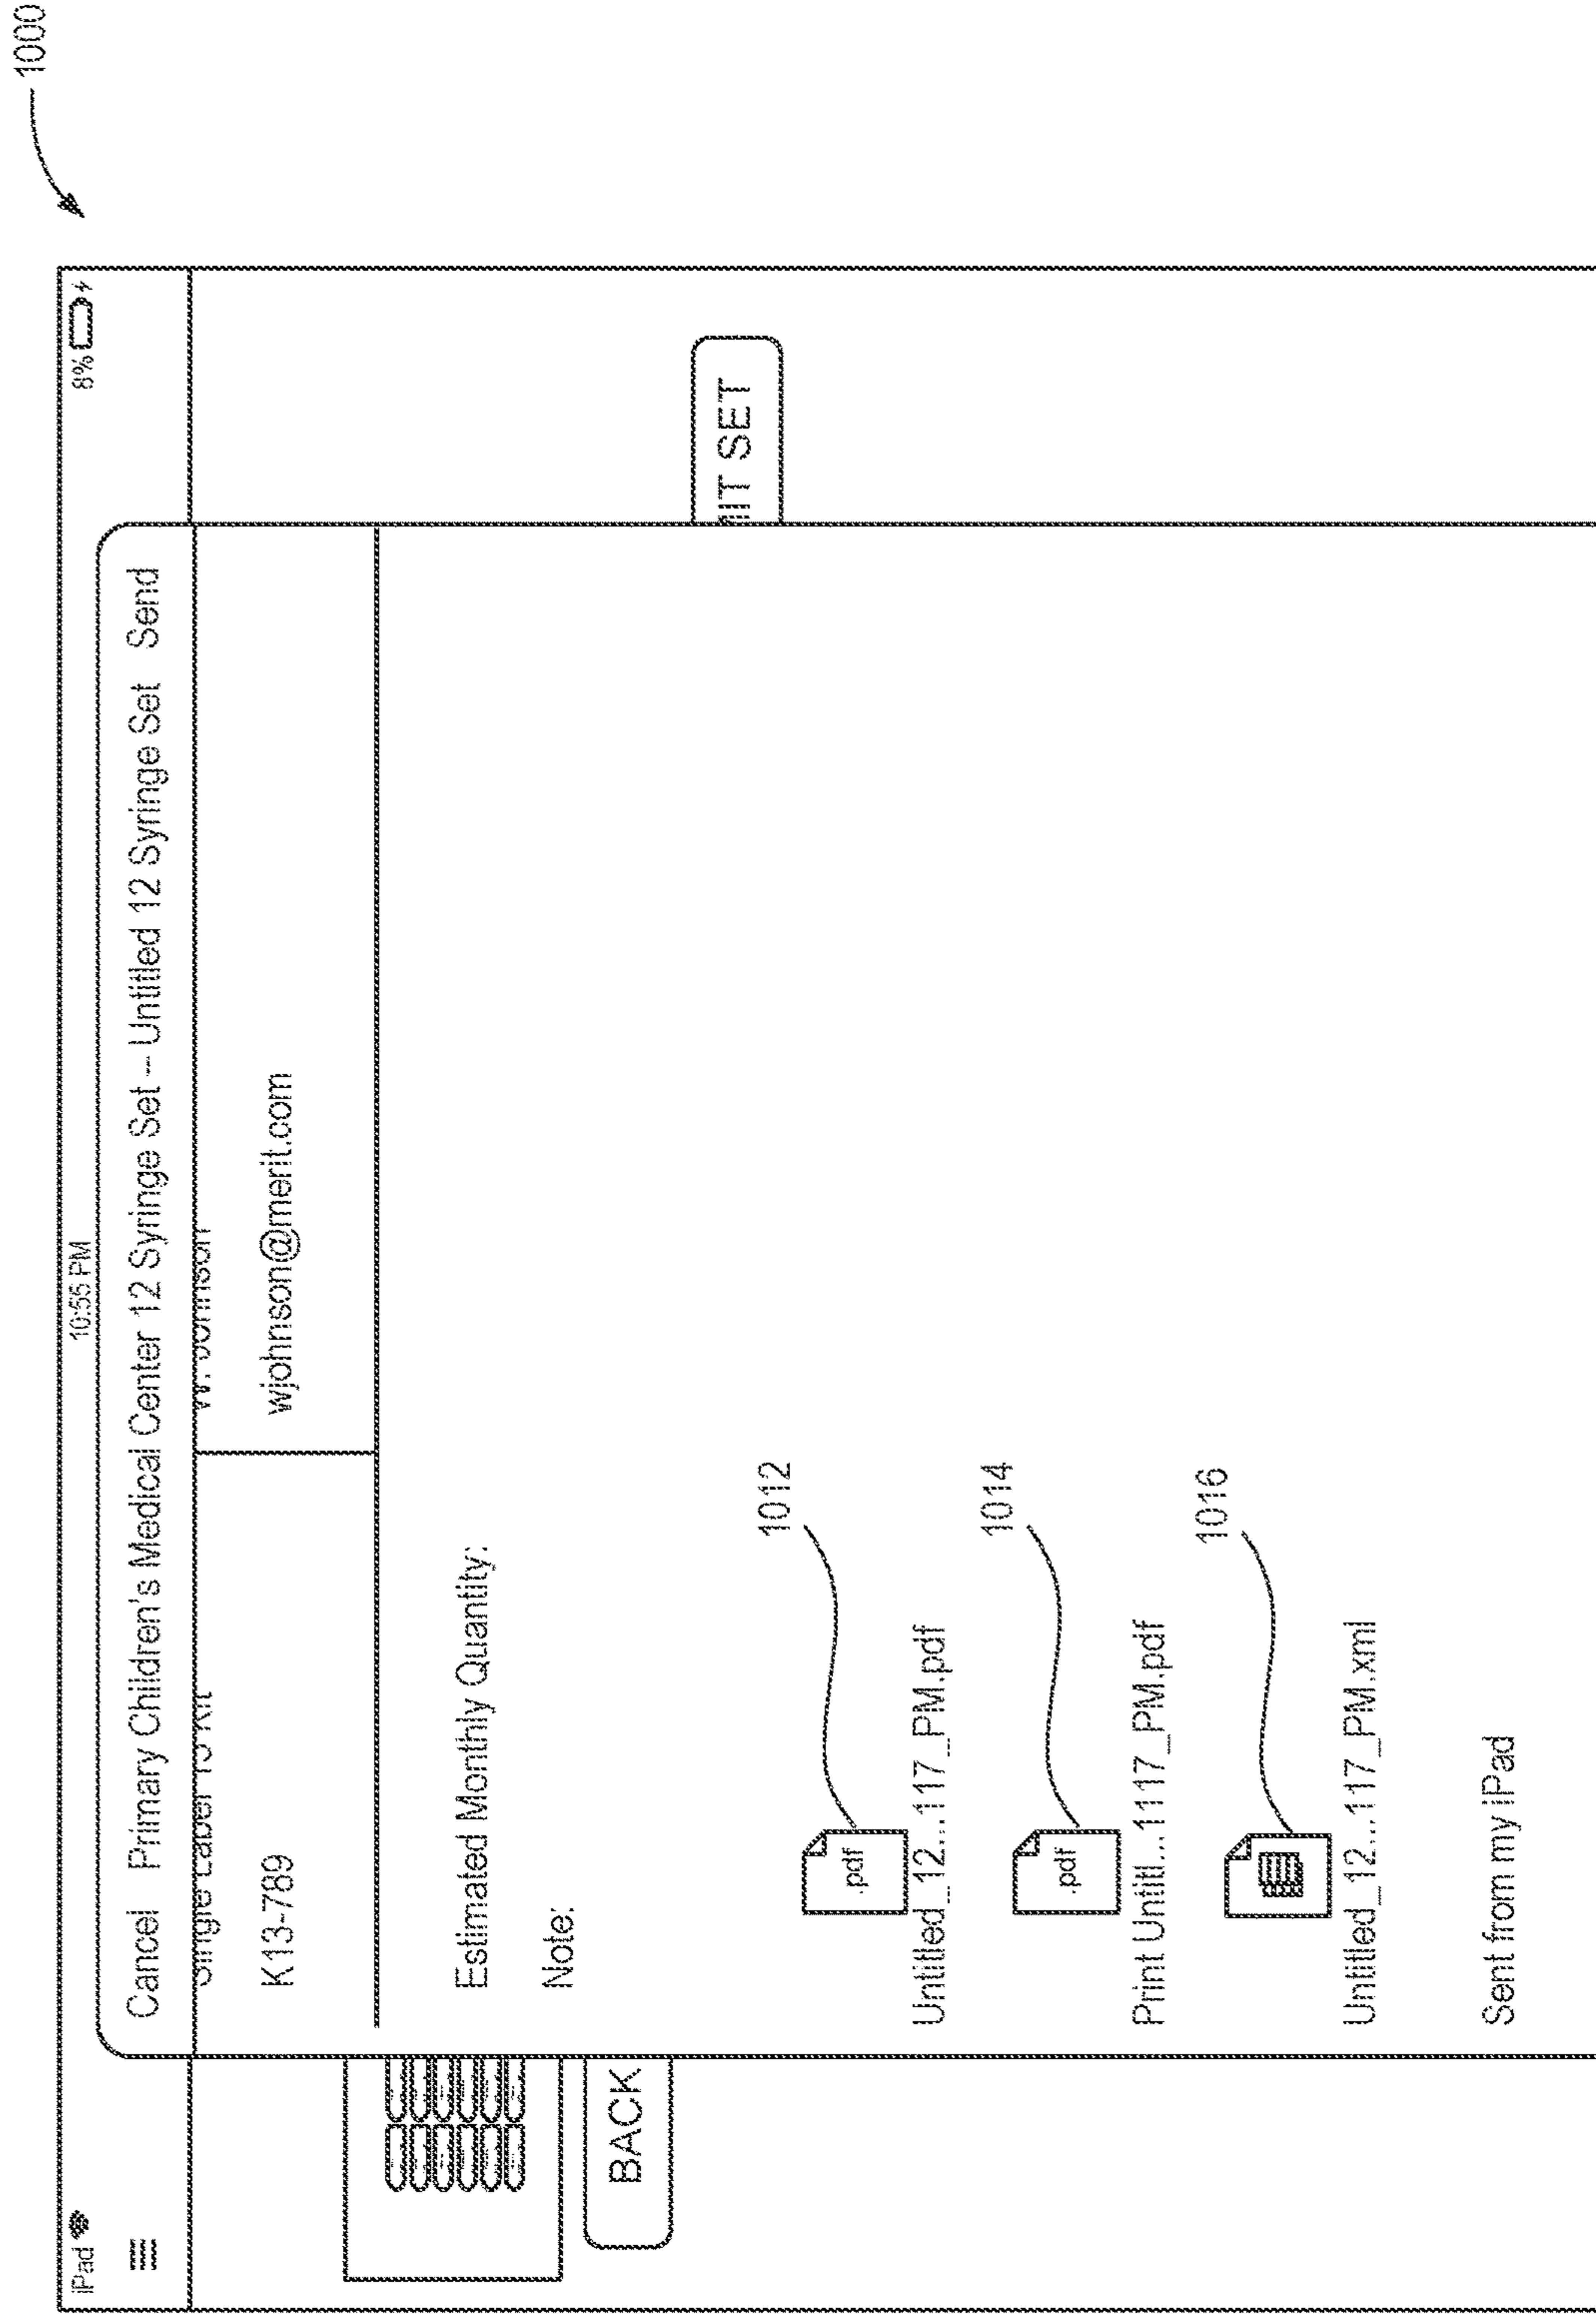 1000
iPad 10:56 PM 8%
Cancel Primary Children's Medical Center 12 Syringe Set -- Untitled 12 Syringe Set Send
K13-789 wjohnson@merit.com
Estimated Monthly Quantity:
Note:
BACK
SET
1012
.pdf
Untitled_12...117_PM.pdf
1014
.pdf
Print Untitl...1117_PM.pdf
1016
Untitled_12...117_PM.xml
Sent from my iPad